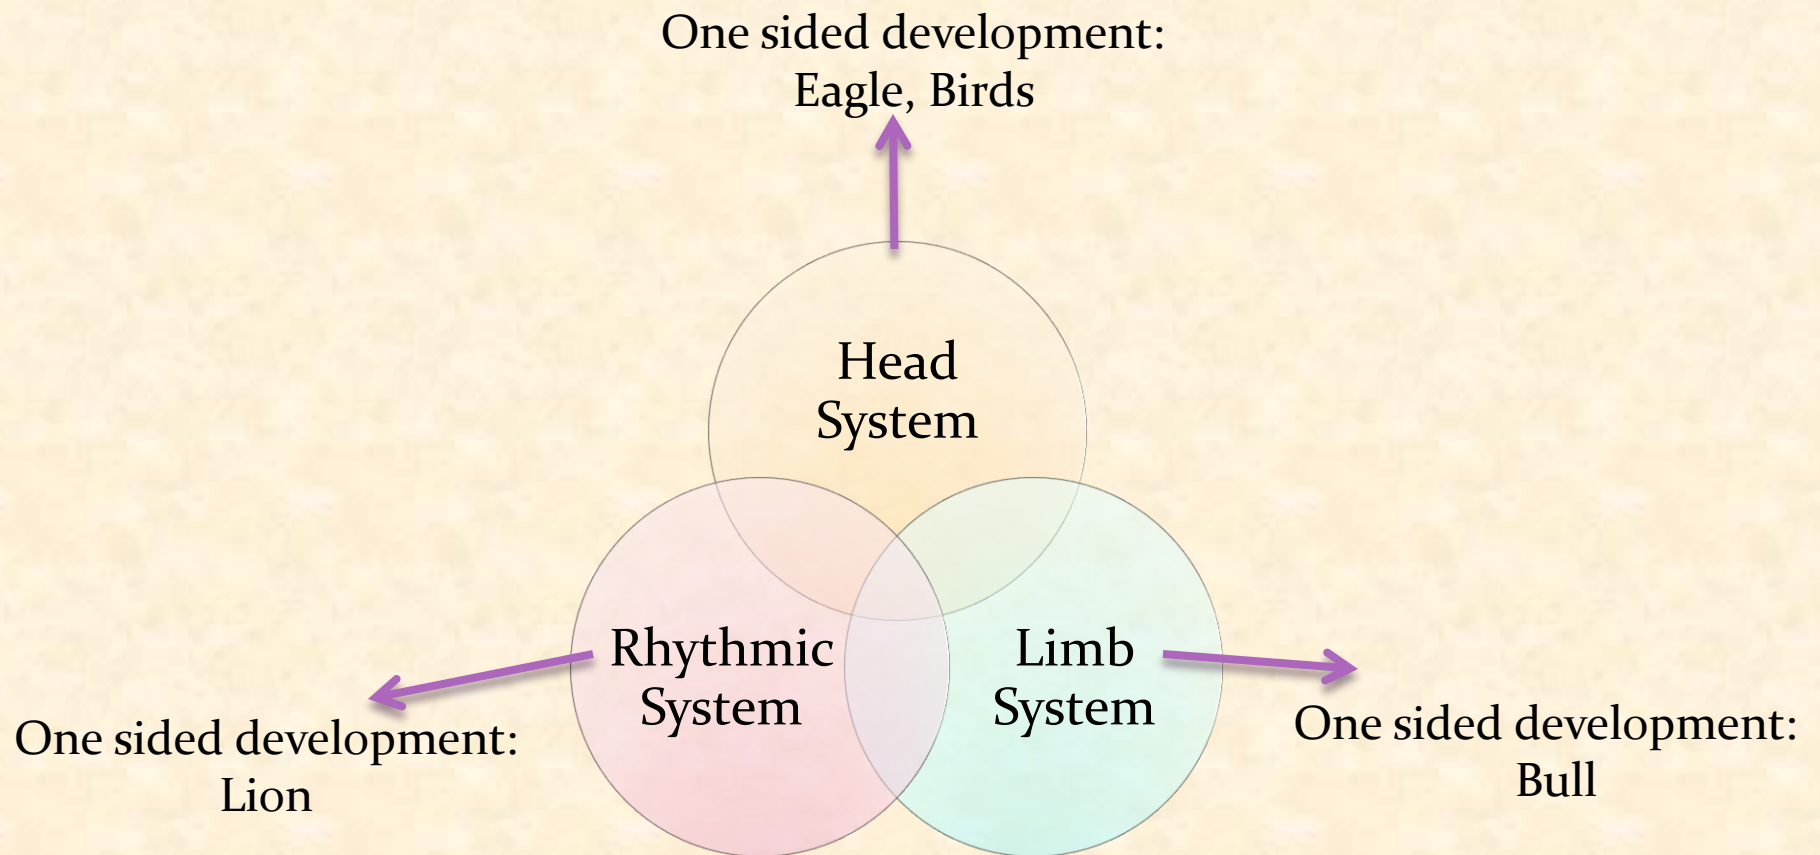 One sided development:
Eagle, Birds
Head
System
Rhythmic
System
Limb
System
One sided development:
Lion
One sided development:
Bull